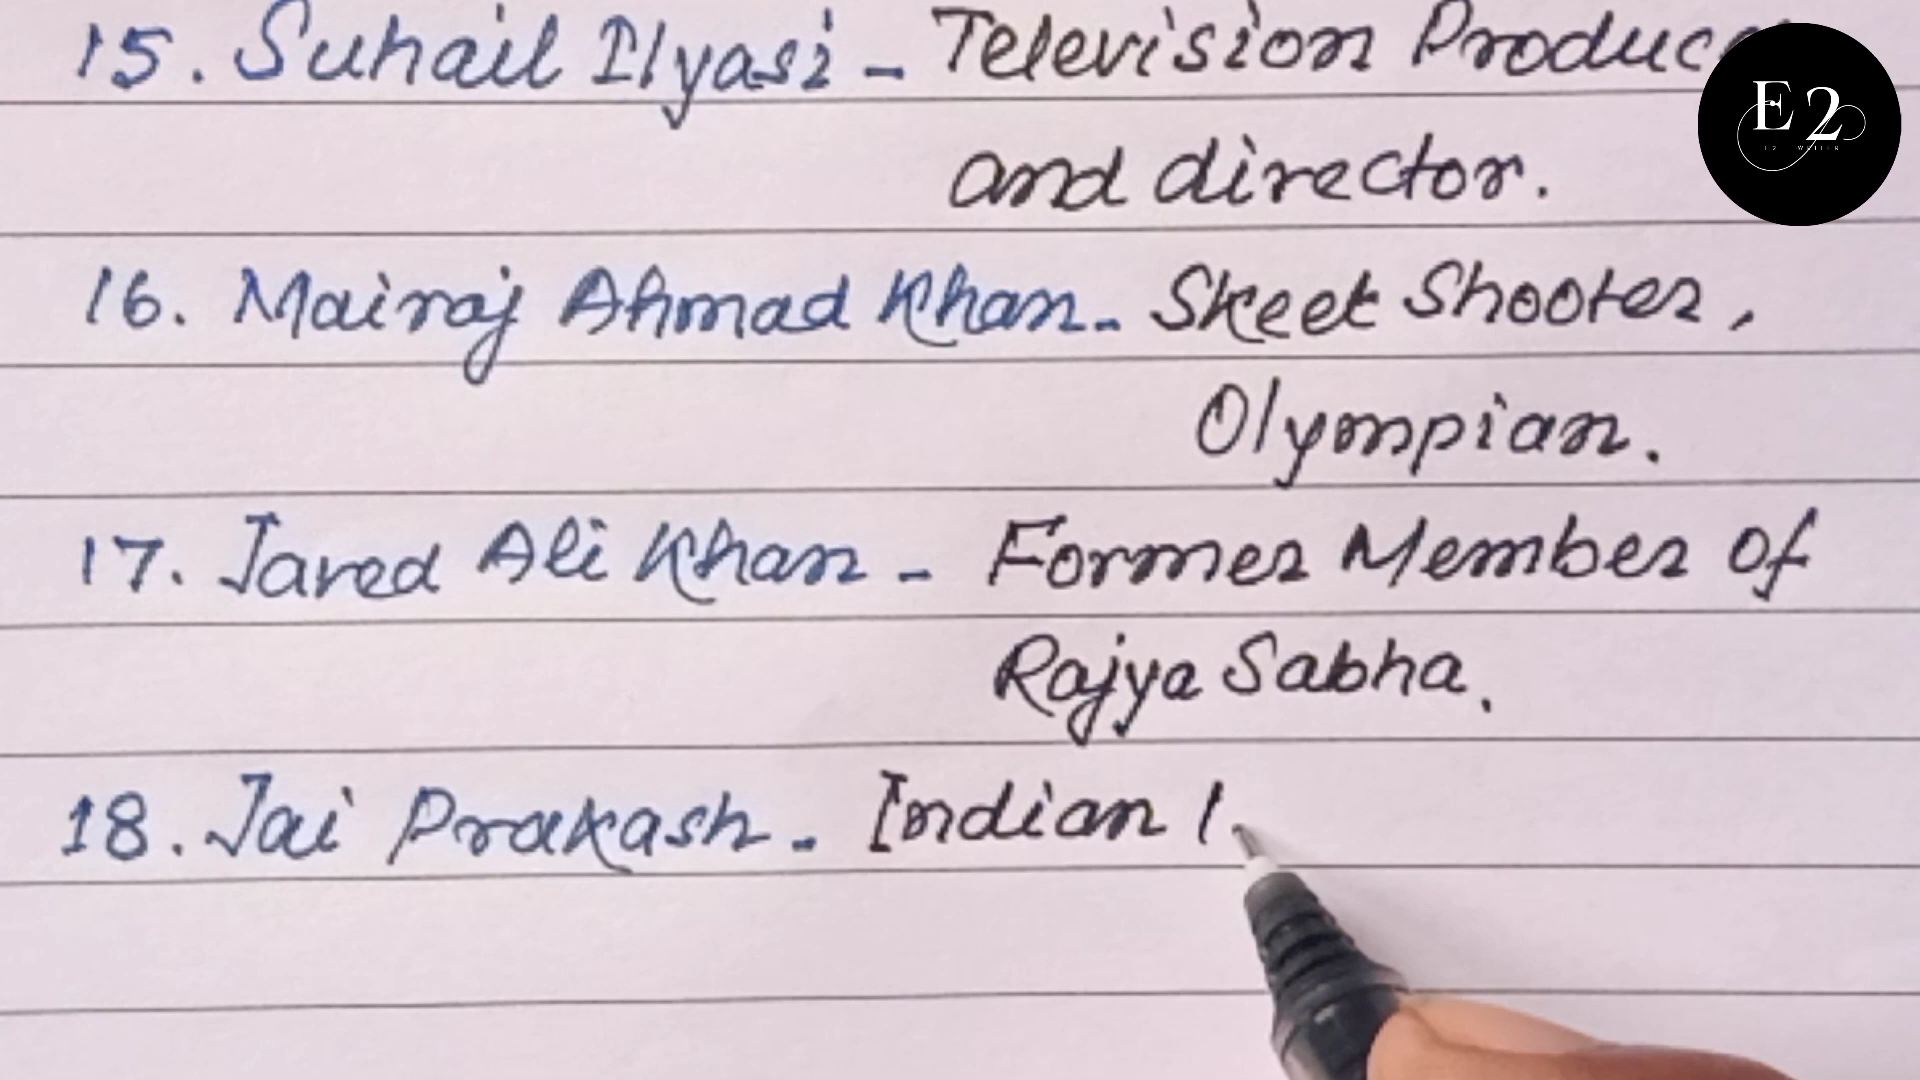 15. Suhail Ilyasi - Television Produc
and director.
16. Mairaj Ahmad Khan - Skeet Shooter,
Olympian.
17. Javed Ali Khan - Former Member of
Rajya Sabha.
18. Jai Prakash - Indian
E2